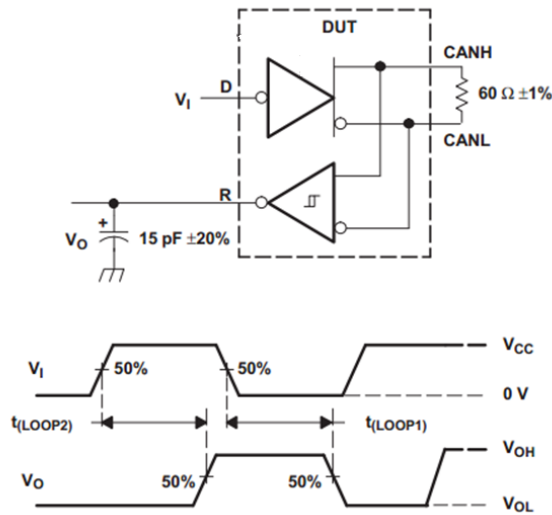 DUT
CANH
D
VI
60 Ω ±1%
CANL
R
+
VO
15 pF ±20%
VI
50%
50%
VCC
0 V
t(LOOP2)
t(LOOP1)
VO
50%
50%
VOH
VOL